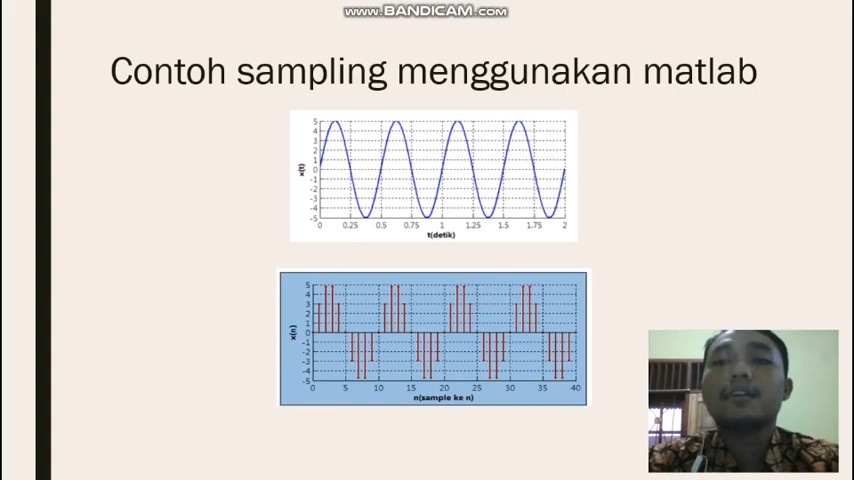 WWW.BANDICAM.COM
Contoh sampling menggunakan matlab
5
4
3
2
1
0
-1
-2
-3
-4
-5
x(t)
0 0.25 0.5 0.75 1 1.25 1.5 1.75 2
t(detik)
5
4
3
2
1
0
-1
-2
-3
-4
-5
x(n)
0 5 10 15 20 25 30 35 40
n(sample ke n)